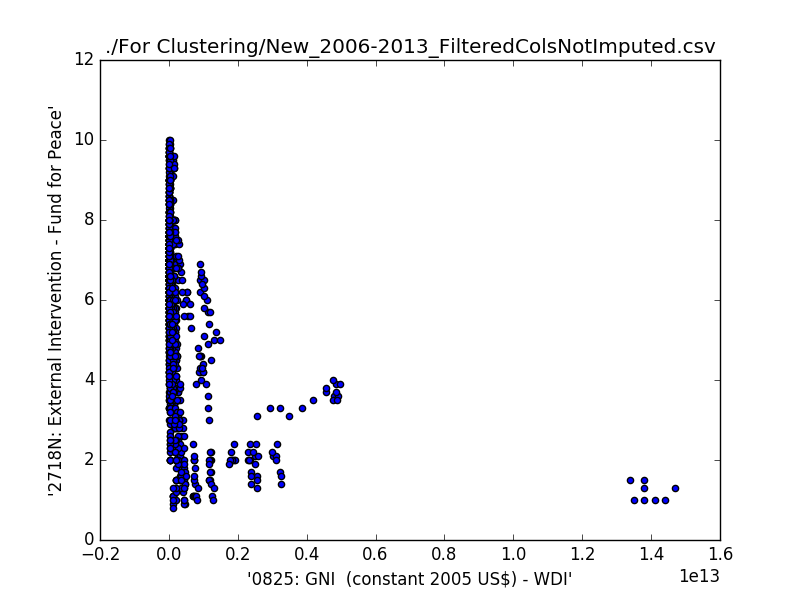 ./For Clustering/New_2006-2013_FilteredColsNotImputed.csv
12
10
8
6
4
2
0
'2718N: External Intervention - Fund for Peace'
−0.2 0.0 0.2 0.4 0.6 0.8 1.0 1.2 1.4 1.6
1e13
'0825: GNI  (constant 2005 US$) - WDI'